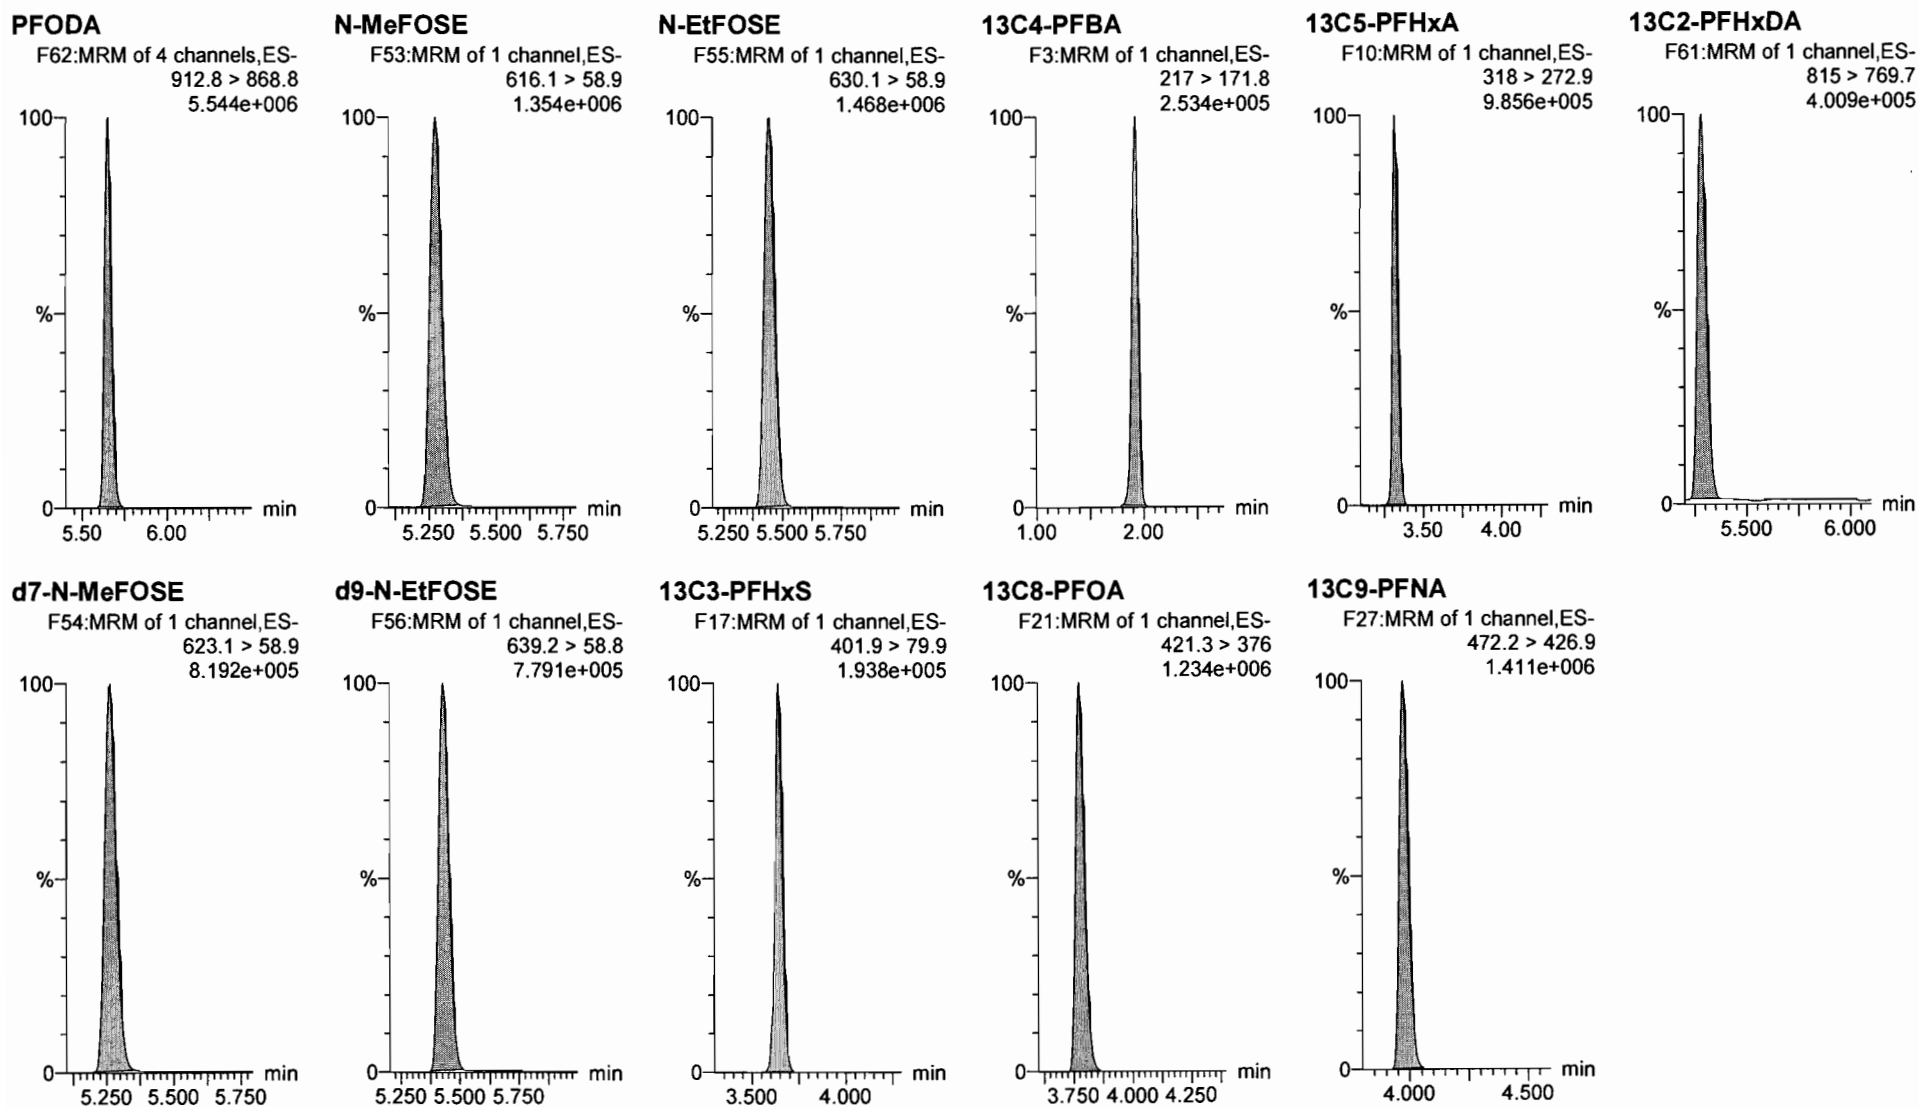 PFODA
F62:MRM of 4 channels,ES-
912.8 > 868.8
5.544e+006
100
%
0
min
5.50 6.00
N-MeFOSE
F53:MRM of 1 channel,ES-
616.1 > 58.9
1.354e+006
100
%
0
min
5.250 5.500 5.750
N-EtFOSE
F55:MRM of 1 channel,ES-
630.1 > 58.9
1.468e+006
100
%
0
min
5.250 5.500 5.750
13C4-PFBA
F3:MRM of 1 channel,ES-
217 > 171.8
2.534e+005
100
%
0
min
1.00 2.00
13C5-PFHxA
F10:MRM of 1 channel,ES-
318 > 272.9
9.856e+005
100
%
0
min
3.50 4.00
13C2-PFHxDA
F61:MRM of 1 channel,ES-
815 > 769.7
4.009e+005
100
%
0
min
5.500 6.000
d7-N-MeFOSE
F54:MRM of 1 channel,ES-
623.1 > 58.9
8.192e+005
100
%
0
min
5.250 5.500 5.750
d9-N-EtFOSE
F56:MRM of 1 channel,ES-
639.2 > 58.8
7.791e+005
100
%
0
min
5.250 5.500 5.750
13C3-PFHxS
F17:MRM of 1 channel,ES-
401.9 > 79.9
1.938e+005
100
%
0
min
3.500 4.000
13C8-PFOA
F21:MRM of 1 channel,ES-
421.3 > 376
1.234e+006
100
%
0
min
3.750 4.000 4.250
13C9-PFNA
F27:MRM of 1 channel,ES-
472.2 > 426.9
1.411e+006
100
%
0
min
4.000 4.500